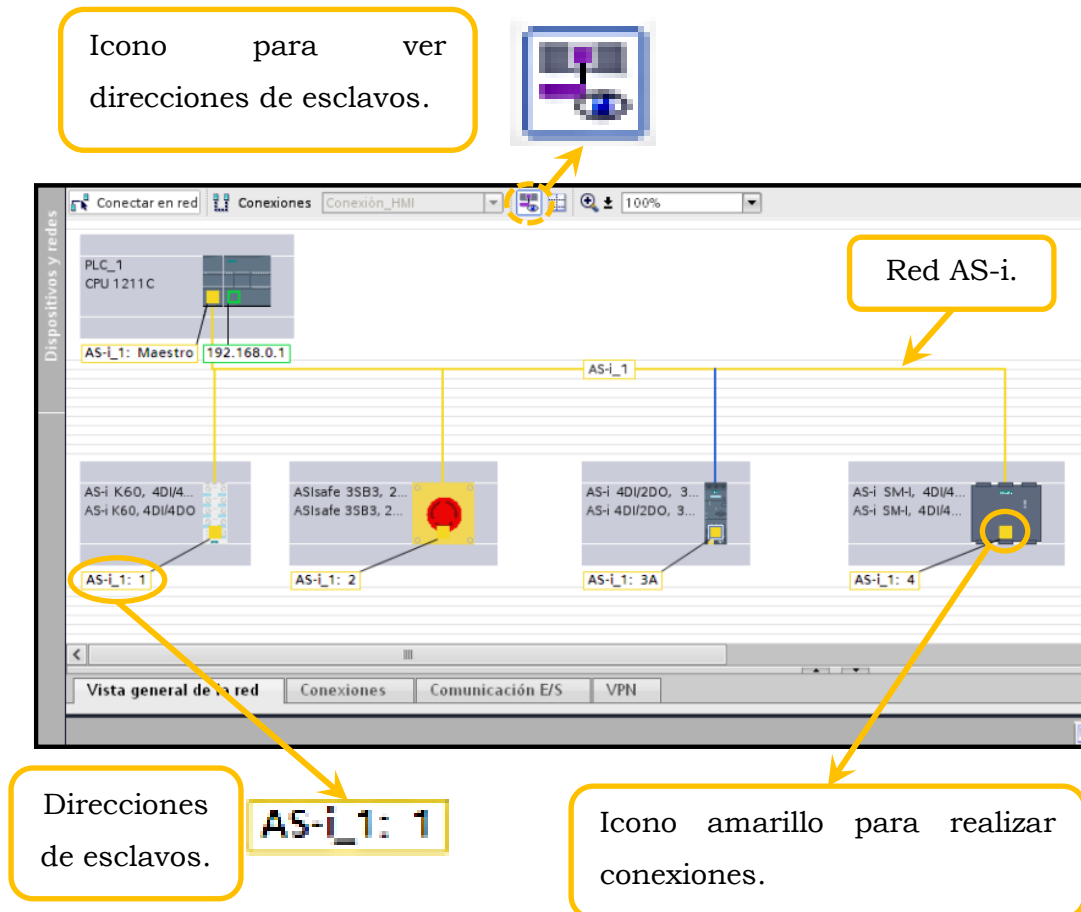 Icono para ver
direcciones de esclavos.
Conectar en red Conexiones Conexión_HMI 100%
Dispositivos y redes
PLC_1
CPU 1211C
Red AS-i.
AS-i_1: Maestro 192.168.0.1
AS-i_1
AS-i K60, 4DI/4... ASIsafe 3SB3, 2... AS-i 4DI/2DO, 3... AS-i SM-I, 4DI/4...
AS-i K60, 4DI/4DO ASIsafe 3SB3, 2... AS-i 4DI/2DO, 3... AS-i SM-I, 4DI/4...
AS-i_1: 1 AS-i_1: 2 AS-i_1: 3A AS-i_1: 4
Vista general de la red Conexiones Comunicación E/S VPN
Direcciones
de esclavos.
AS-i_1: 1
Icono amarillo para realizar
conexiones.